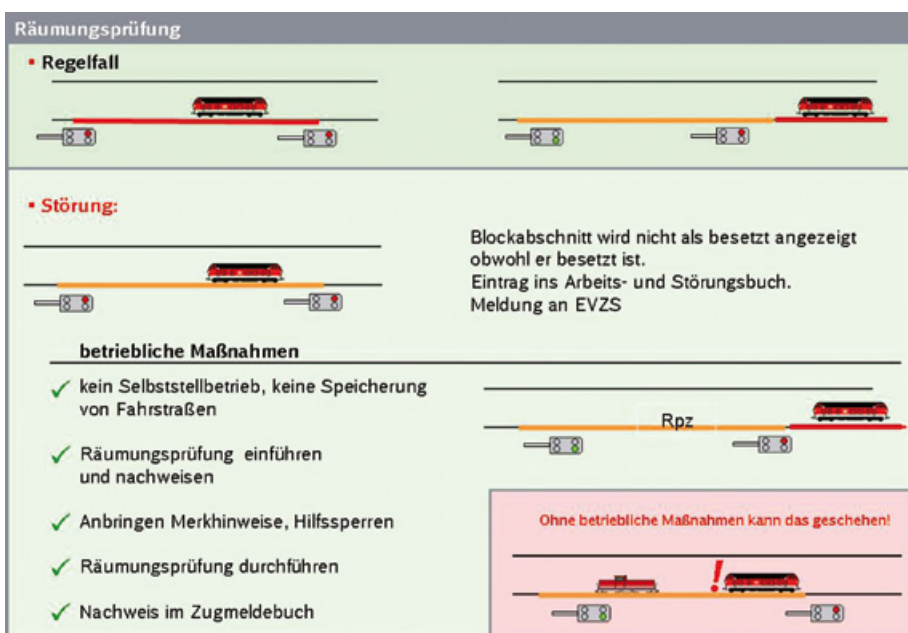 Räumungsprüfung
▪ Regelfall
▪ Störung:
Blockabschnitt wird nicht als besetzt angezeigt
obwohl er besetzt ist.
Eintrag ins Arbeits- und Störungsbuch.
Meldung an EVZS
betriebliche Maßnahmen
✓ kein Selbststellbetrieb, keine Speicherung
von Fahrstraßen
✓ Räumungsprüfung einführen
und nachweisen
✓ Anbringen Merkhinweise, Hilfssperren
✓ Räumungsprüfung durchführen
✓ Nachweis im Zugmeldebuch
Rpz
Ohne betriebliche Maßnahmen kann das geschehen!
!